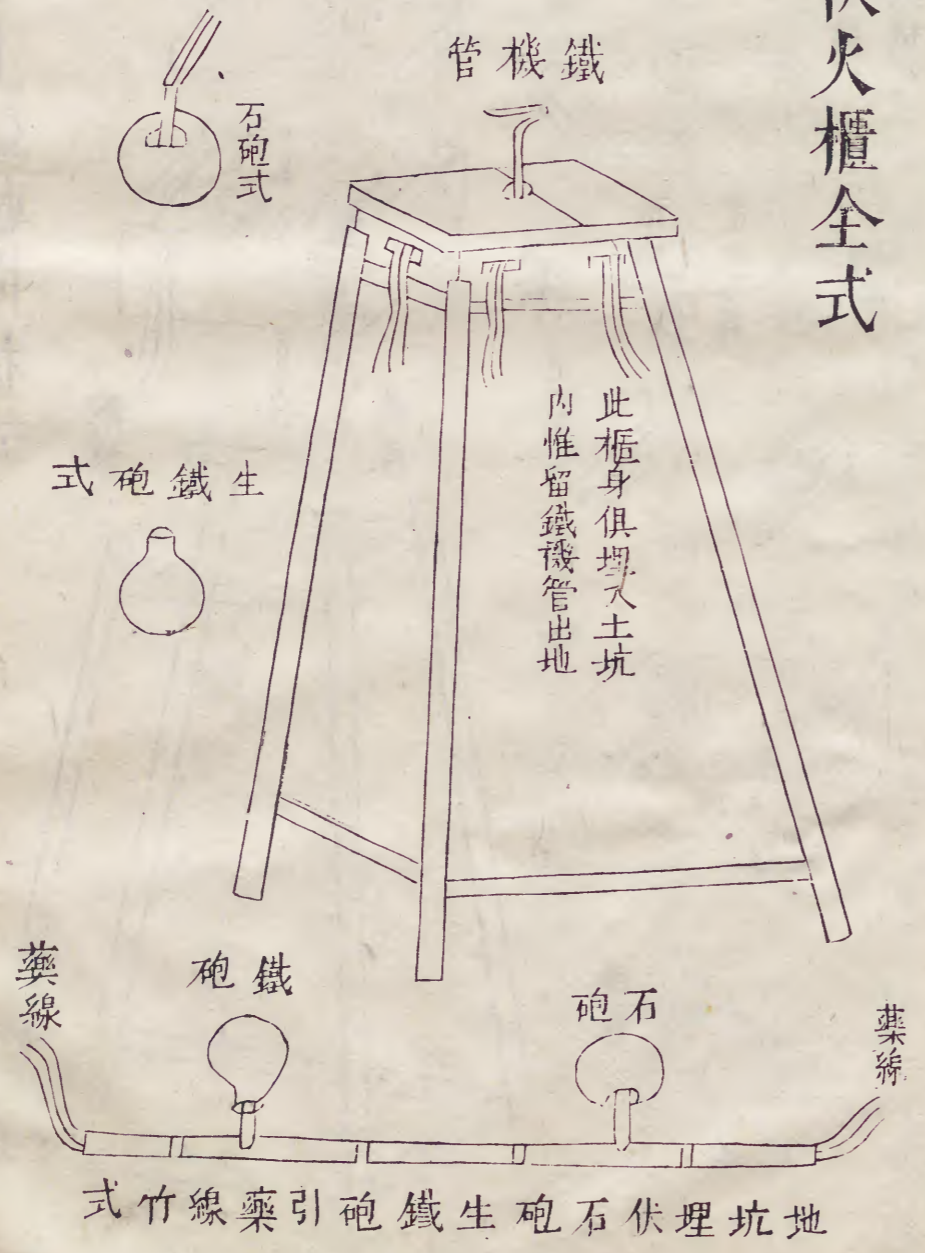 伏火櫃全式
管機鐵
石砲式
此櫃身俱埋入土坑
內惟留鐵機管出地
式砲鐵生
藥線
砲鐵
砲石
藥線
式竹線藥引砲鐵生砲石伏埋坑地